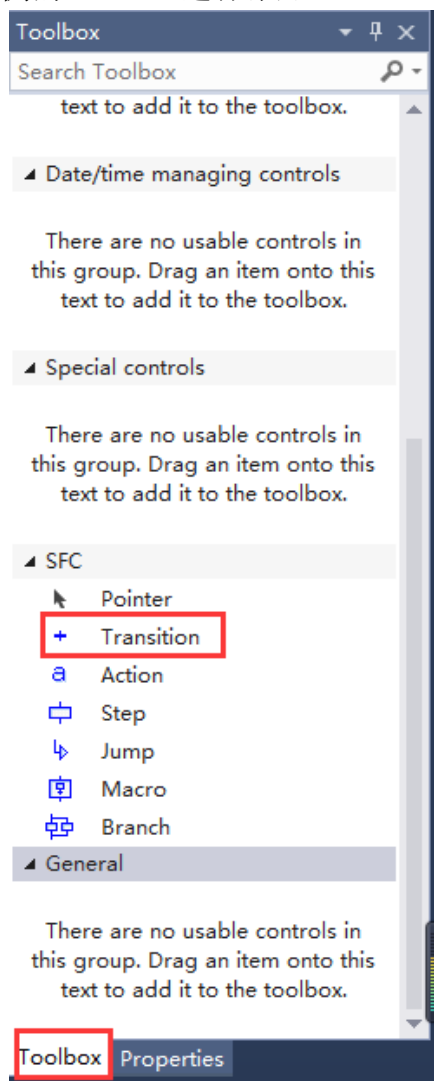 Toolbox
Search Toolbox
text to add it to the toolbox.
Date/time managing controls
There are no usable controls in
this group. Drag an item onto this
text to add it to the toolbox.
Special controls
There are no usable controls in
this group. Drag an item onto this
text to add it to the toolbox.
SFC
Pointer
Transition
a Action
Step
Jump
Macro
Branch
General
There are no usable controls in
this group. Drag an item onto this
text to add it to the toolbox.
Toolbox Properties